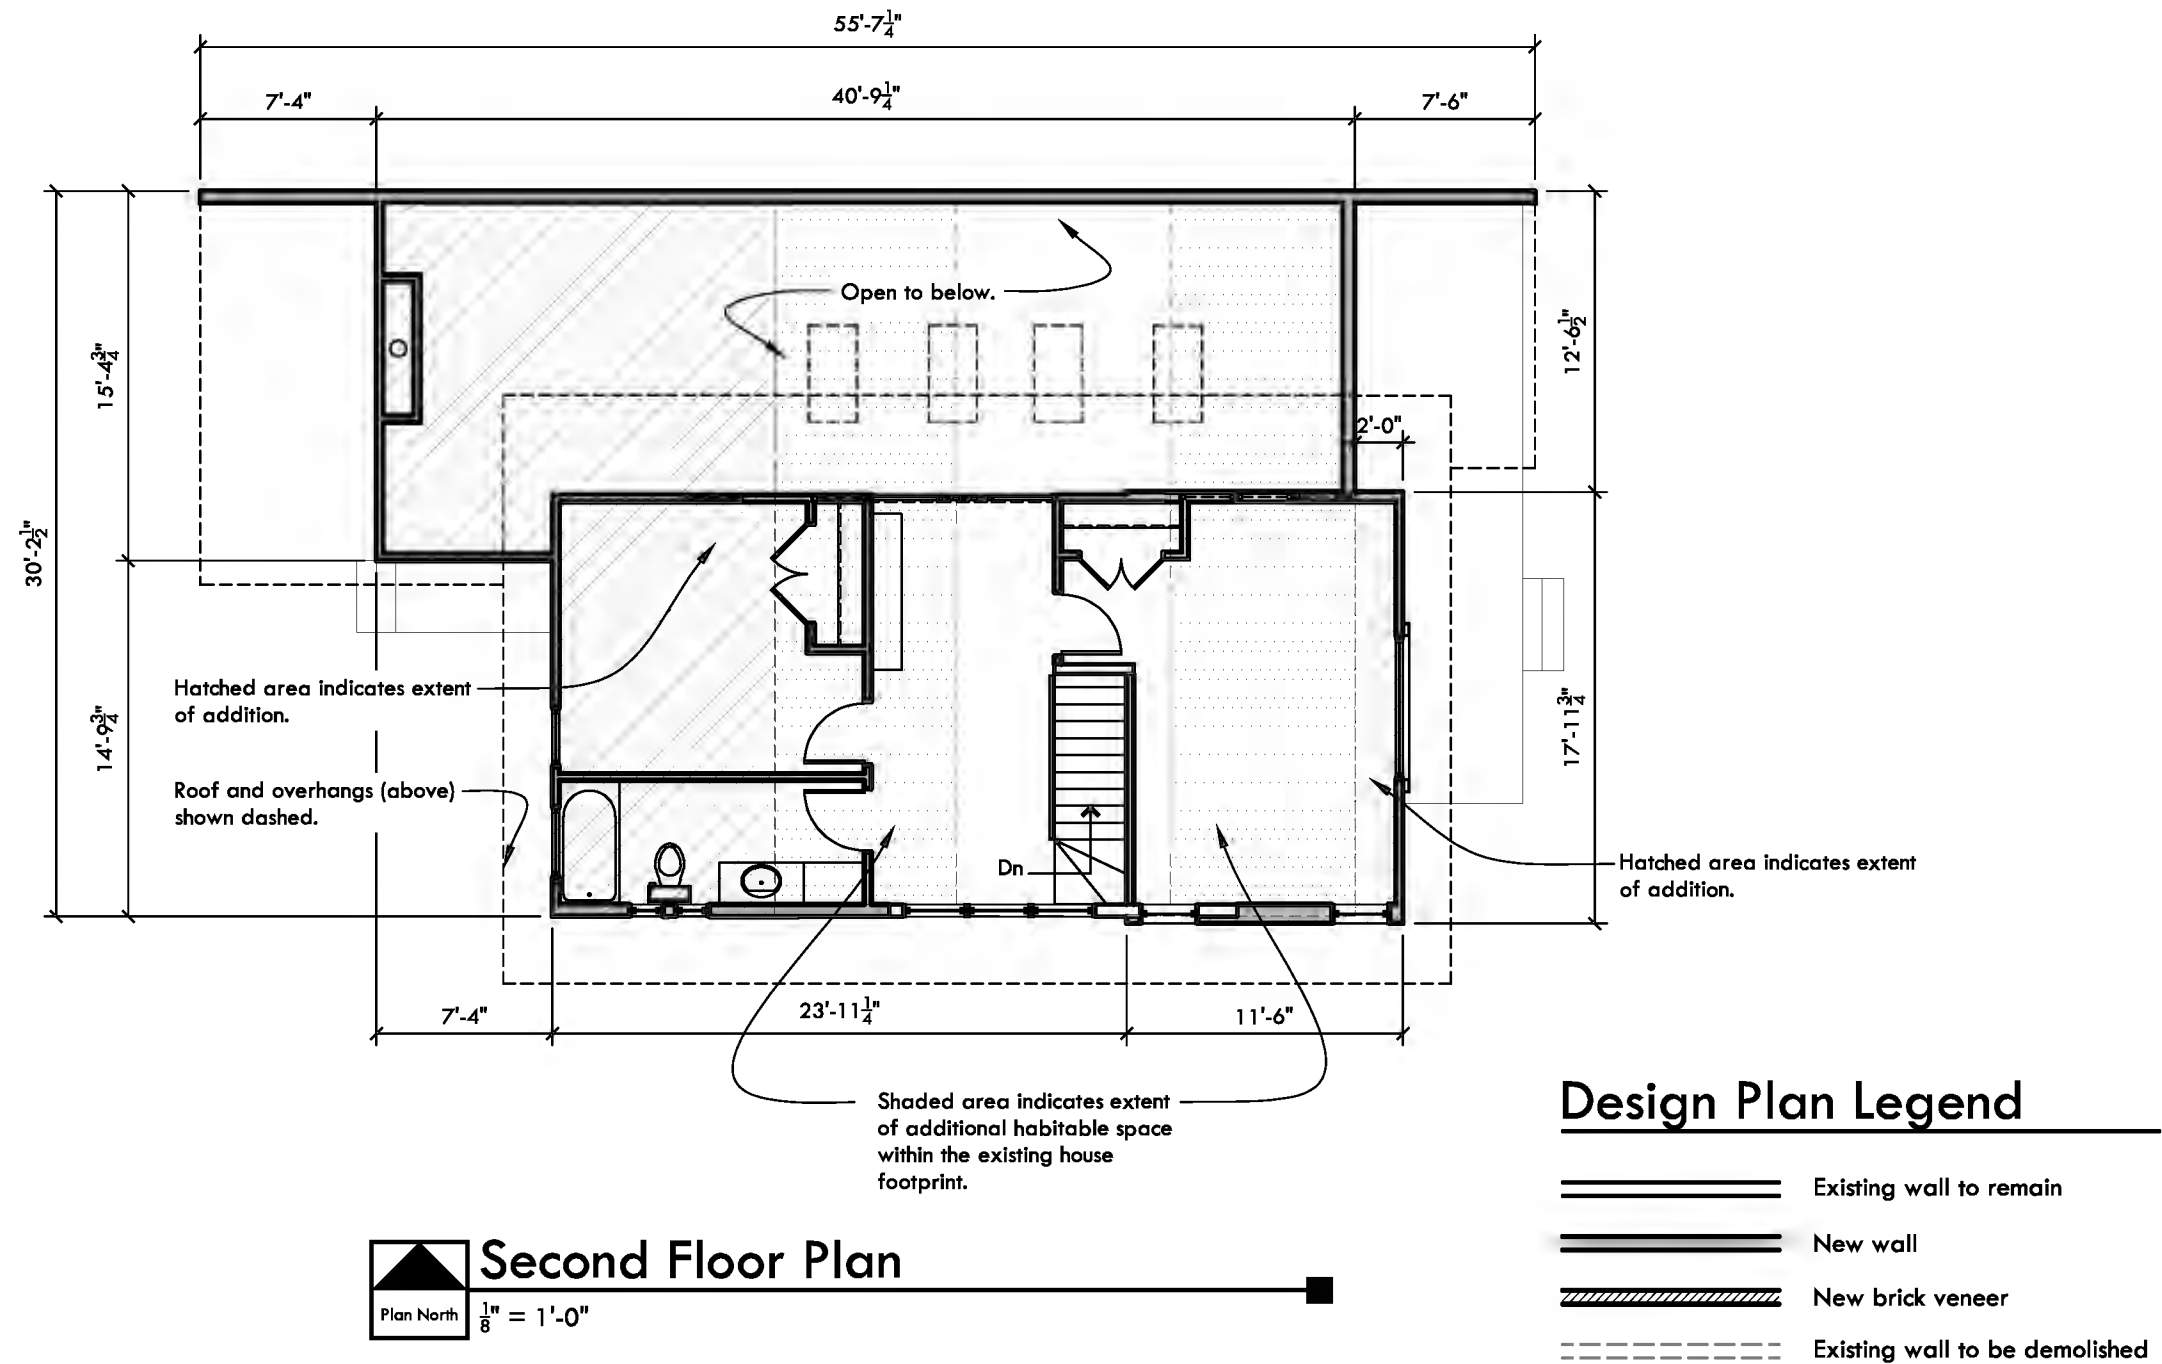 55'-7 1/4"
7'-4"
40'-9 1/4"
7'-6"
Open to below.
12'-6 1/2"
15'-4 3/4"
2'-0"
30'-2 1/2"
Hatched area indicates extent
of addition.
14'-9 3/4"
17'-11 3/4"
Roof and overhangs (above)
shown dashed.
Dn
Hatched area indicates extent
of addition.
7'-4"
23'-11 1/4"
11'-6"
Shaded area indicates extent
of additional habitable space
within the existing house
footprint.
Design Plan Legend
Existing wall to remain
New wall
New brick veneer
Existing wall to be demolished
Second Floor Plan
Plan North
1/8" = 1'-0"